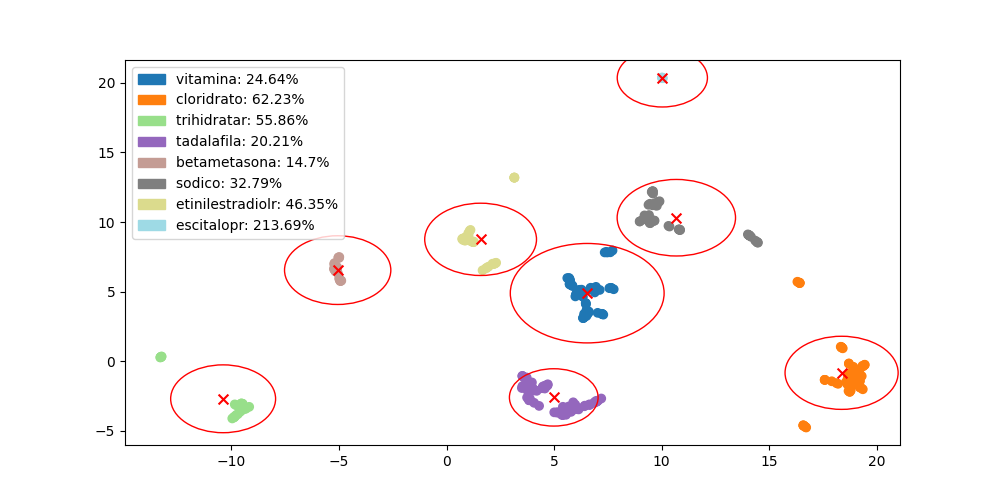 vitamina: 24.64%
cloridrato: 62.23%
trihidratar: 55.86%
tadalafila: 20.21%
betametasona: 14.7%
sodico: 32.79%
etinilestradiolr: 46.35%
escitalopr: 213.69%
20
15
10
5
0
−5
−10 −5 0 5 10 15 20